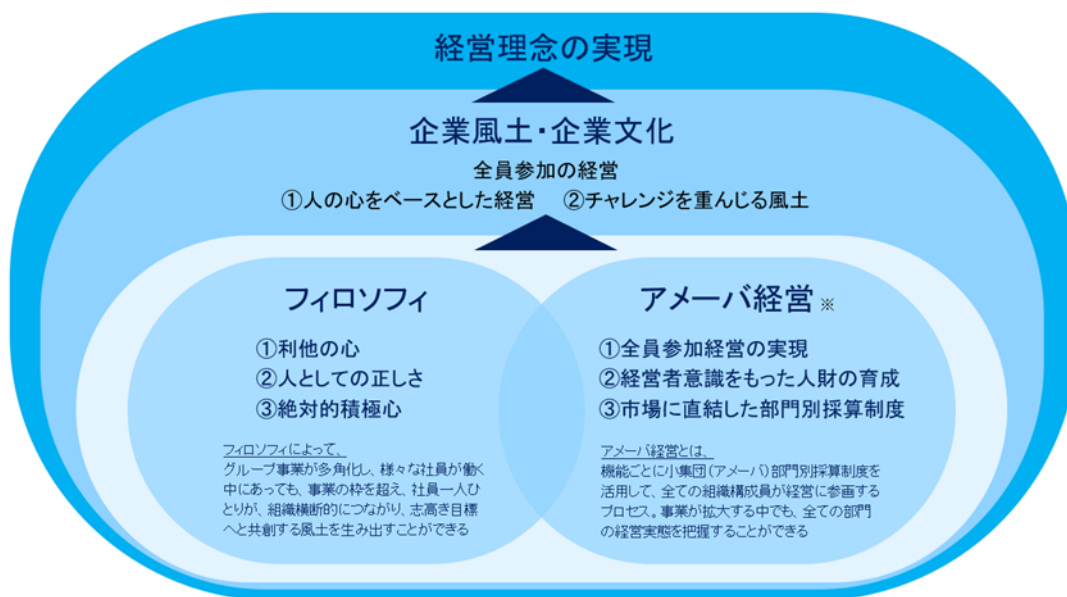 経営理念の実現
企業風土・企業文化
全員参加の経営
①人の心をベースとした経営　②チャレンジを重んじる風土
フィロソフィ
①利他の心
②人としての正しさ
③絶対的積極心
フィロソフィによって、
グループ事業が多角化し、様々な社員が働く
中にあっても、事業の枠を超え、社員一人ひ
とりが、組織横断的につながり、志高き目標
へと共創する風土を生み出すことができる
アメーバ経営※
①全員参加経営の実現
②経営者意識をもった人財の育成
③市場に直結した部門別採算制度
アメーバ経営とは、
機能ごとに小集団（アメーバ）部門別採算制度を
活用して、全ての組織構成員が経営に参画する
プロセス。事業が拡大する中でも、全ての部門
の経営実態を把握することができる